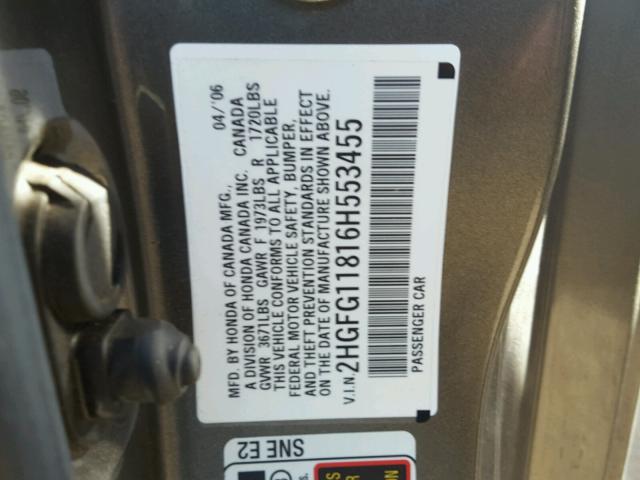 MFD. BY HONDA OF CANADA MFG., 04/'06
A DIVISION OF HONDA CANADA INC. CANADA
GVWR 3671LBS GAWR F 1973LBS R 1720LBS
THIS VEHICLE CONFORMS TO ALL APPLICABLE
FEDERAL MOTOR VEHICLE SAFETY, BUMPER,
AND THEFT PREVENTION STANDARDS IN EFFECT
ON THE DATE OF MANUFACTURE SHOWN ABOVE.
V.I.N. 2HGFG11816H553455
PASSENGER CAR
SNE E2